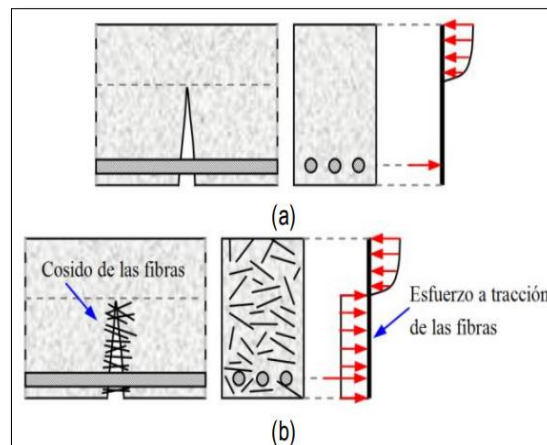 (a)
Cosido de las fibras
Esfuerzo a tracción
de las fibras
(b)